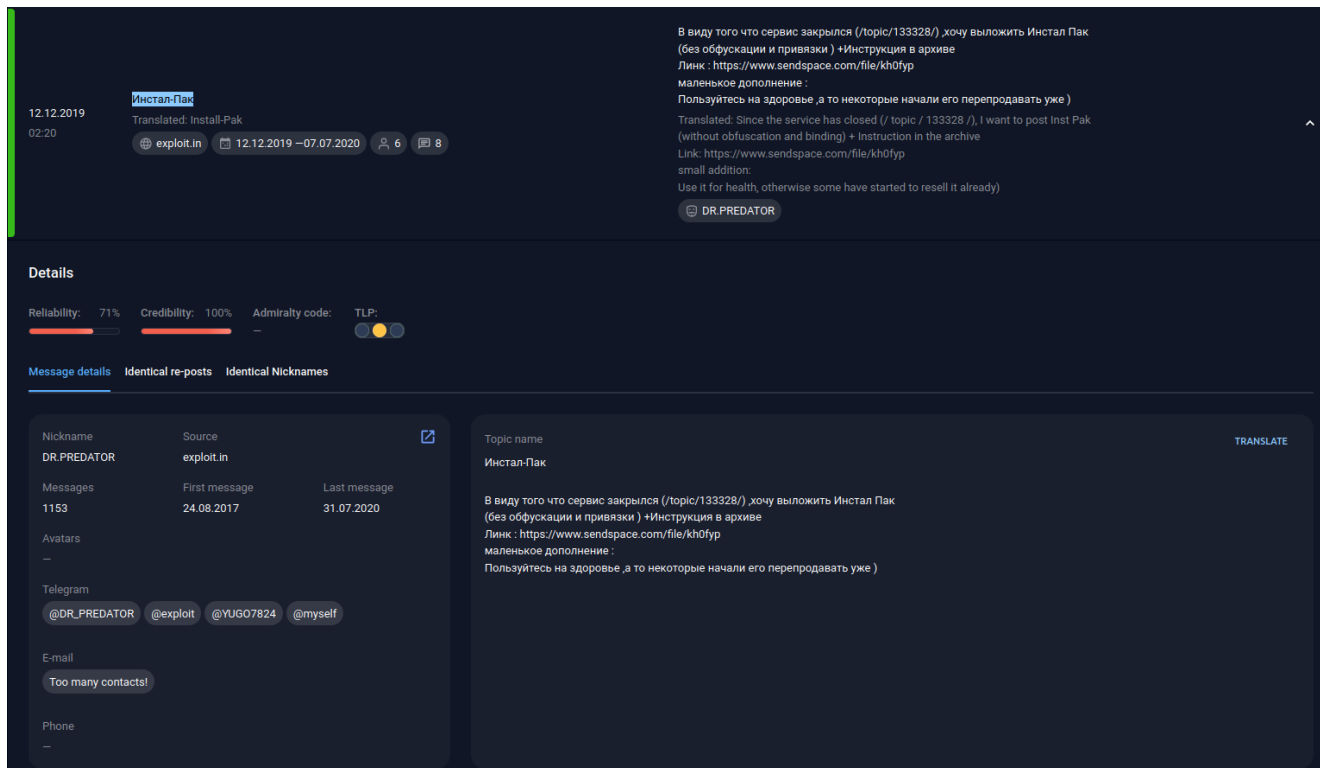 В виду того что сервис закрылся (/topic/133328/) ,хочу выложить Инстал Пак
(без обфускации и привязки ) +Инструкция в архиве
Линк : https://www.sendspace.com/file/kh0fyp
маленькое дополнение :
Пользуйтесь на здоровье ,а то некоторые начали его перепродавать уже )
12.12.2019
02:20
Инстал-Пак
Translated: Install-Pak
exploit.in 12.12.2019 —07.07.2020 6 8
Translated: Since the service has closed (/ topic / 133328 /), I want to post Inst Pak
(without obfuscation and binding) + Instruction in the archive
Link: https://www.sendspace.com/file/kh0fyp
small addition:
Use it for health, otherwise some have started to resell it already)
DR.PREDATOR
Details
Reliability: 71% Credibility: 100% Admiralty code: TLP:
—
Message details Identical re-posts Identical Nicknames
Nickname Source
DR.PREDATOR exploit.in
Messages First message Last message
1153 24.08.2017 31.07.2020
Avatars
—
Telegram
@DR_PREDATOR @exploit @YUGO7824 @myself
E-mail
Too many contacts!
Phone
—
Topic name TRANSLATE
Инстал-Пак
В виду того что сервис закрылся (/topic/133328/) ,хочу выложить Инстал Пак
(без обфускации и привязки ) +Инструкция в архиве
Линк : https://www.sendspace.com/file/kh0fyp
маленькое дополнение :
Пользуйтесь на здоровье ,а то некоторые начали его перепродавать уже )